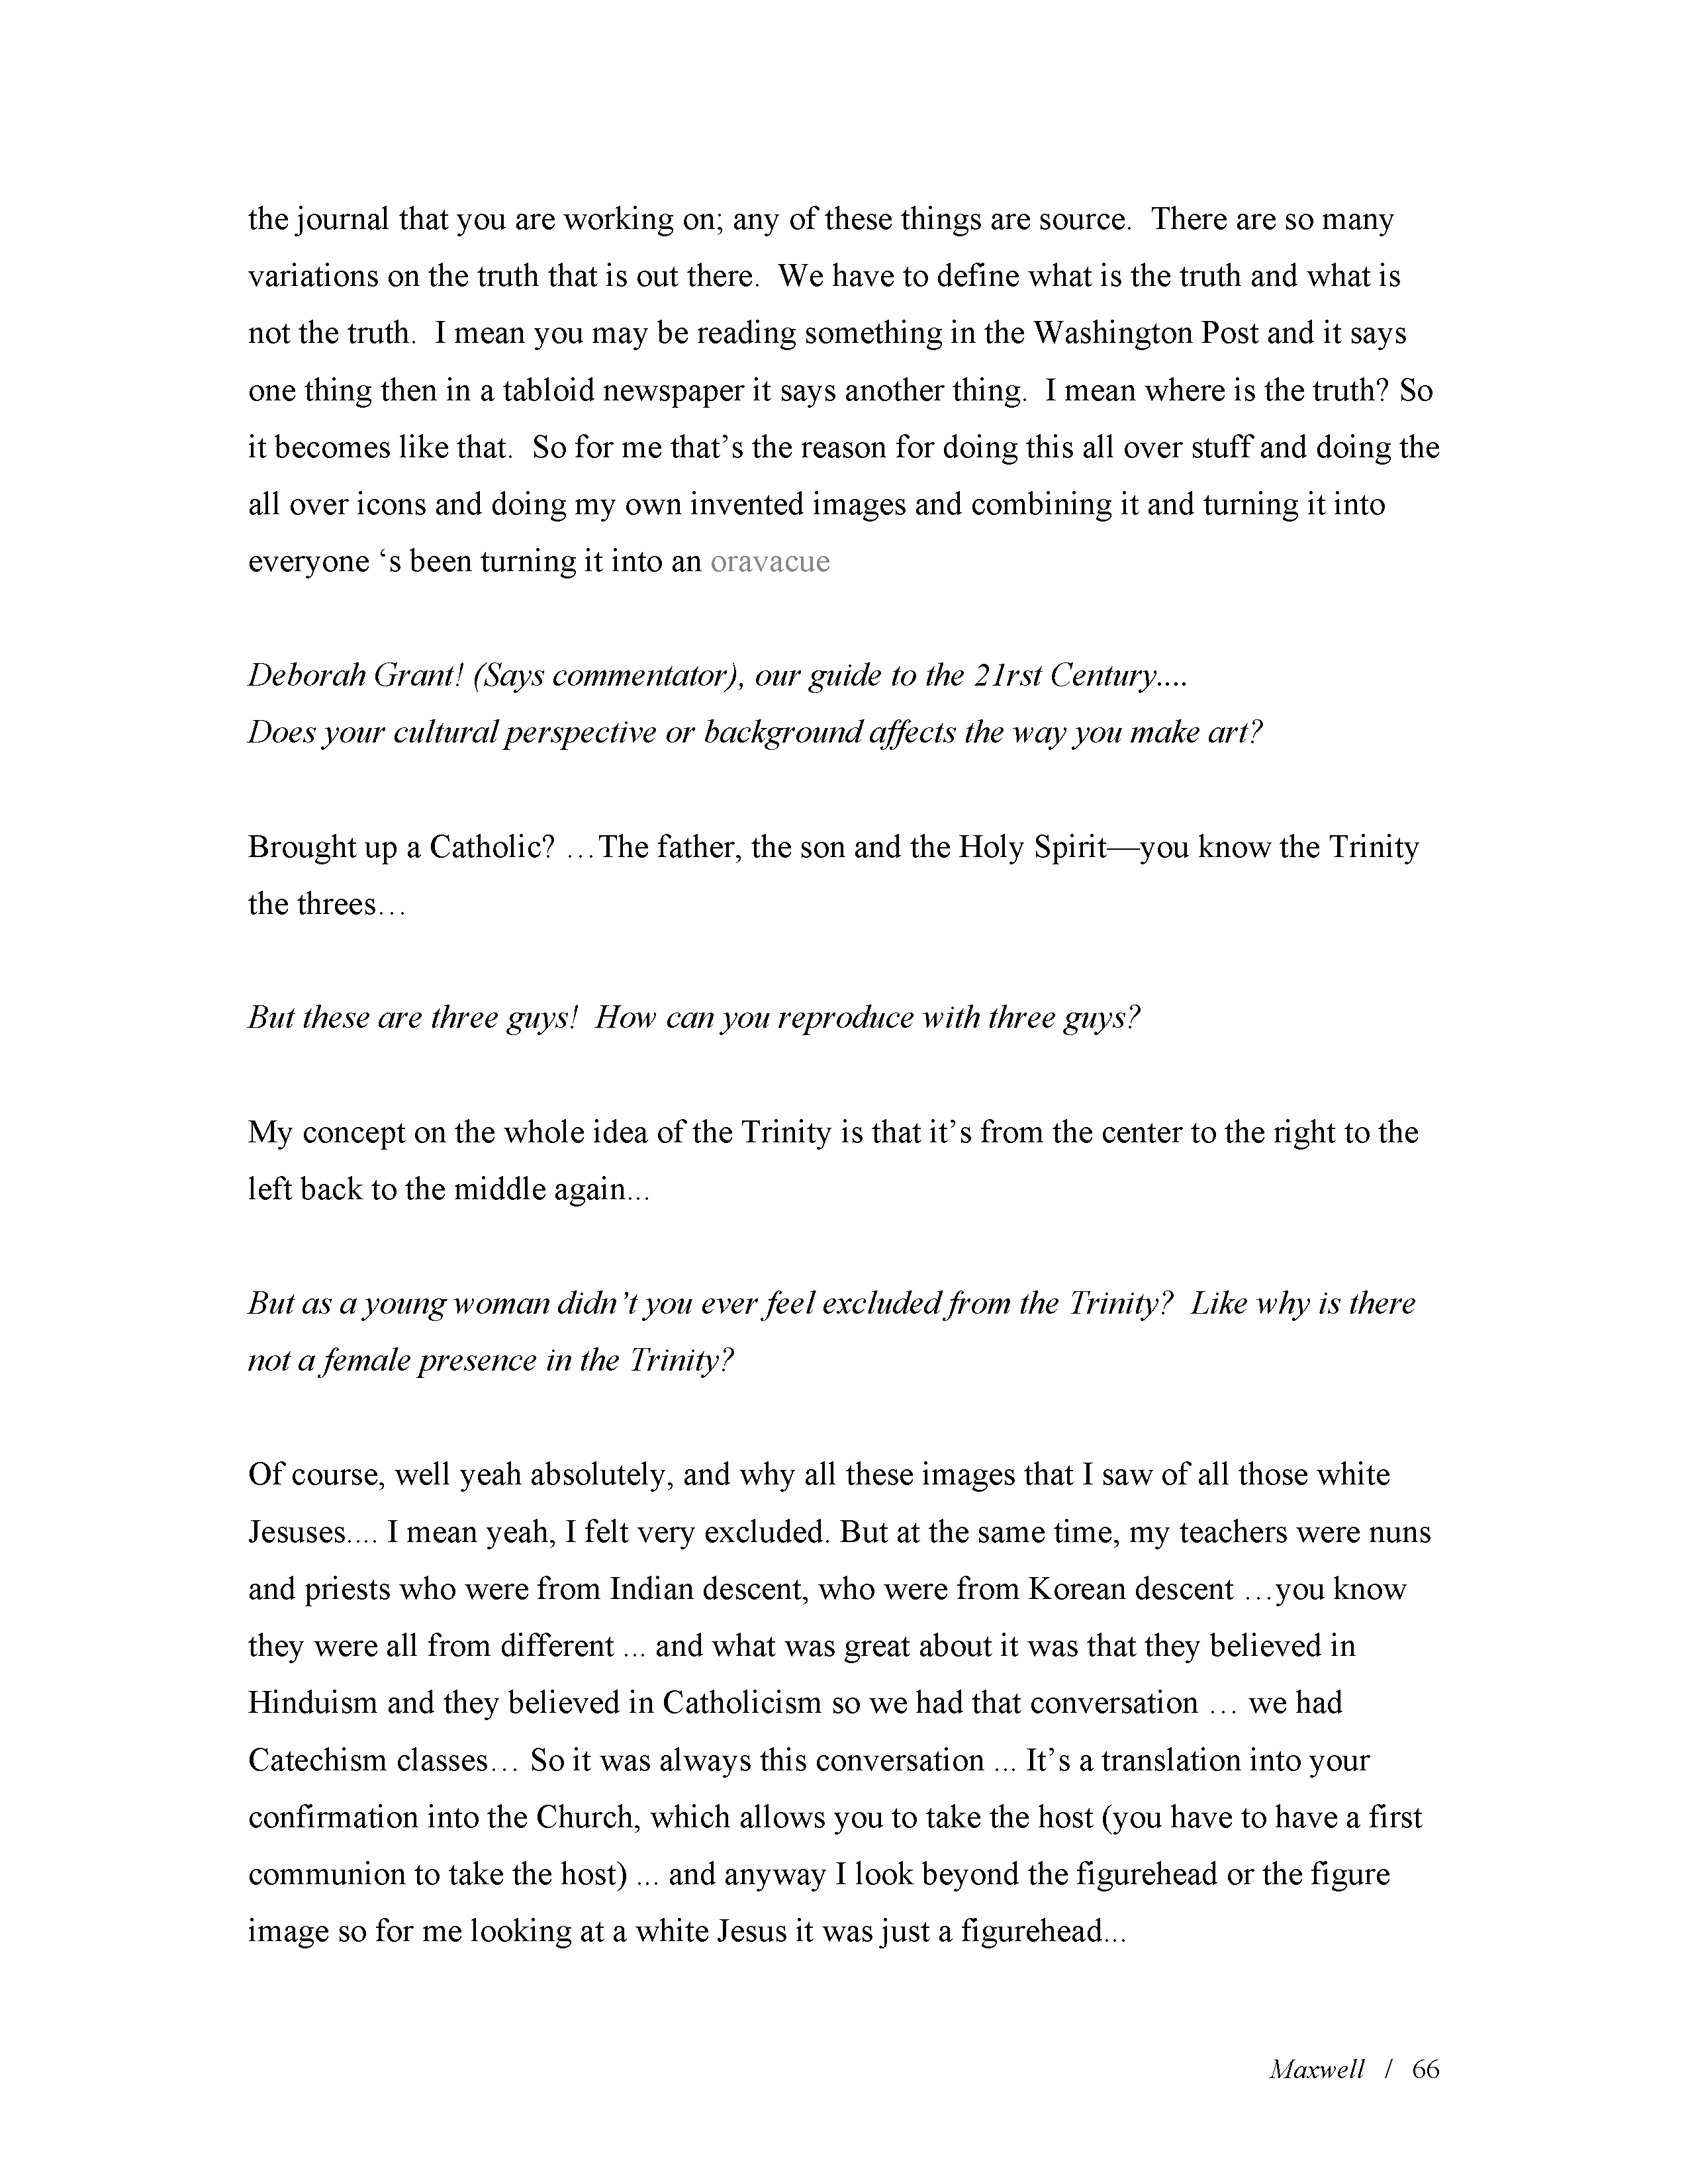 the journal that you are working on; any of these things are source.  There are so many
variations on the truth that is out there.  We have to define what is the truth and what is
not the truth.  I mean you may be reading something in the Washington Post and it says
one thing then in a tabloid newspaper it says another thing.  I mean where is the truth? So
it becomes like that.  So for me that’s the reason for doing this all over stuff and doing the
all over icons and doing my own invented images and combining it and turning it into
everyone ‘s been turning it into an oravacue
Deborah Grant! (Says commentator), our guide to the 21rst Century....
Does your cultural perspective or background affects the way you make art?
Brought up a Catholic? …The father, the son and the Holy Spirit—you know the Trinity
the threes…
But these are three guys!  How can you reproduce with three guys?
My concept on the whole idea of the Trinity is that it’s from the center to the right to the
left back to the middle again...
But as a young woman didn’t you ever feel excluded from the Trinity?  Like why is there
not a female presence in the Trinity?
Of course, well yeah absolutely, and why all these images that I saw of all those white
Jesuses.... I mean yeah, I felt very excluded. But at the same time, my teachers were nuns
and priests who were from Indian descent, who were from Korean descent …you know
they were all from different ... and what was great about it was that they believed in
Hinduism and they believed in Catholicism so we had that conversation … we had
Catechism classes… So it was always this conversation ... It’s a translation into your
confirmation into the Church, which allows you to take the host (you have to have a first
communion to take the host) ... and anyway I look beyond the figurehead or the figure
image so for me looking at a white Jesus it was just a figurehead...
Maxwell / 66